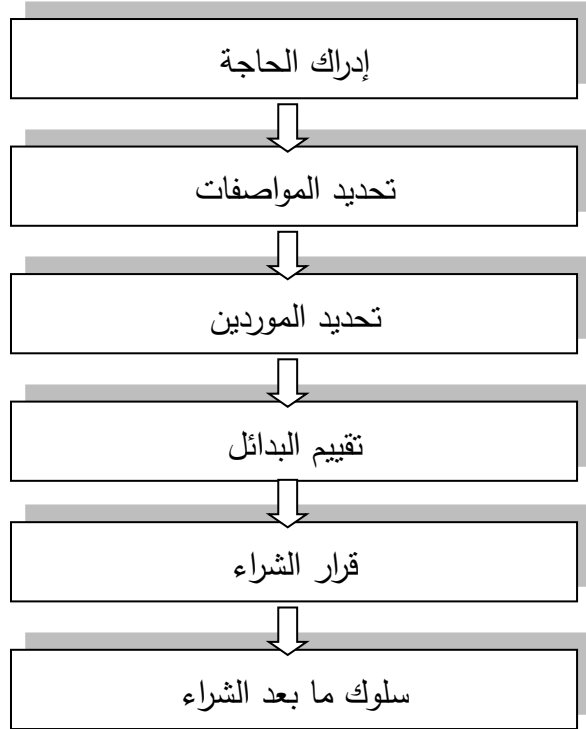 إدراك الحاجة
تحديد المواصفات
تحديد الموردين
تقييم البدائل
قرار الشراء
سلوك ما بعد الشراء